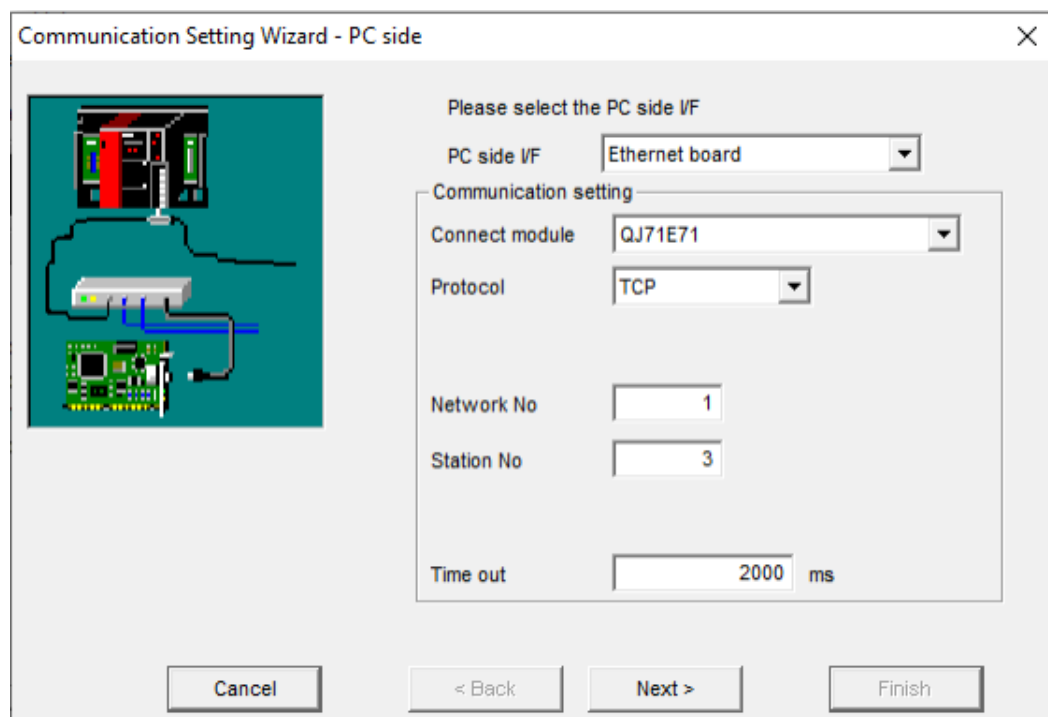 Communication Setting Wizard - PC side
Please select the PC side I/F
PC side I/F Ethernet board
Communication setting
Connect module QJ71E71
Protocol TCP
Network No 1
Station No 3
Time out 2000 ms
Cancel < Back Next > Finish